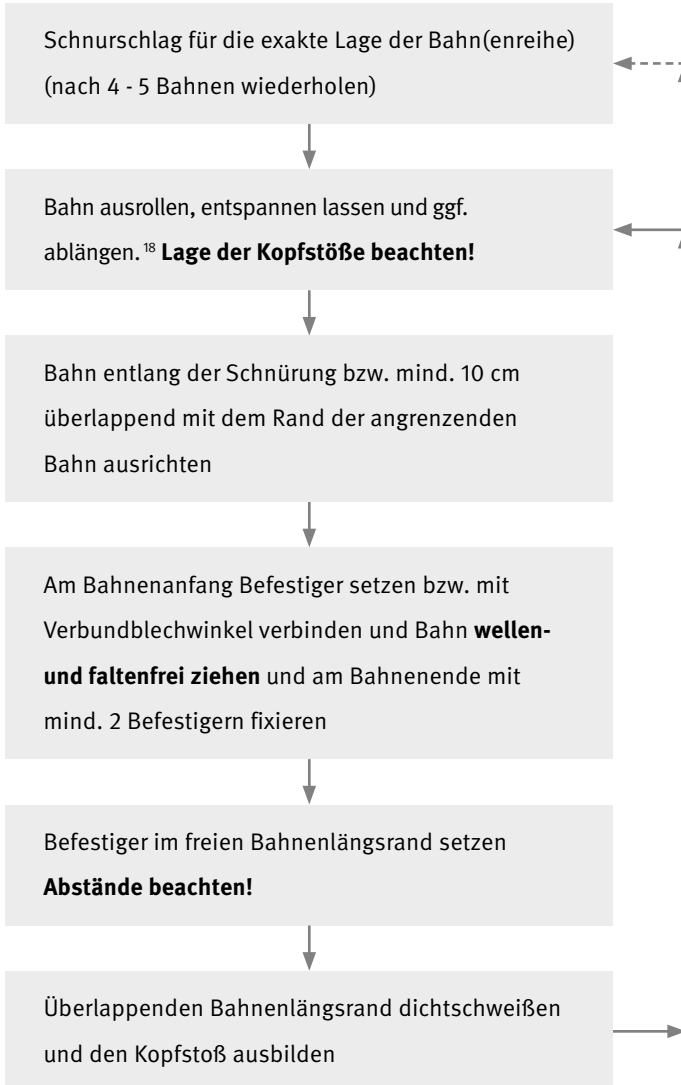 Schnurschlag für die exakte Lage der Bahn(enreihe)
(nach 4 - 5 Bahnen wiederholen)
Bahn ausrollen, entspannen lassen und ggf.
ablängen.¹⁸ Lage der Kopfstöße beachten!
Bahn entlang der Schnürung bzw. mind. 10 cm
überlappend mit dem Rand der angrenzenden
Bahn ausrichten
Am Bahnenanfang Befestiger setzen bzw. mit
Verbundblechwinkel verbinden und Bahn wellen-
und faltenfrei ziehen und am Bahnenende mit
mind. 2 Befestigern fixieren
Befestiger im freien Bahnenlängsrand setzen
Abstände beachten!
Überlappenden Bahnenlängsrand dichtschweißen
und den Kopfstoß ausbilden